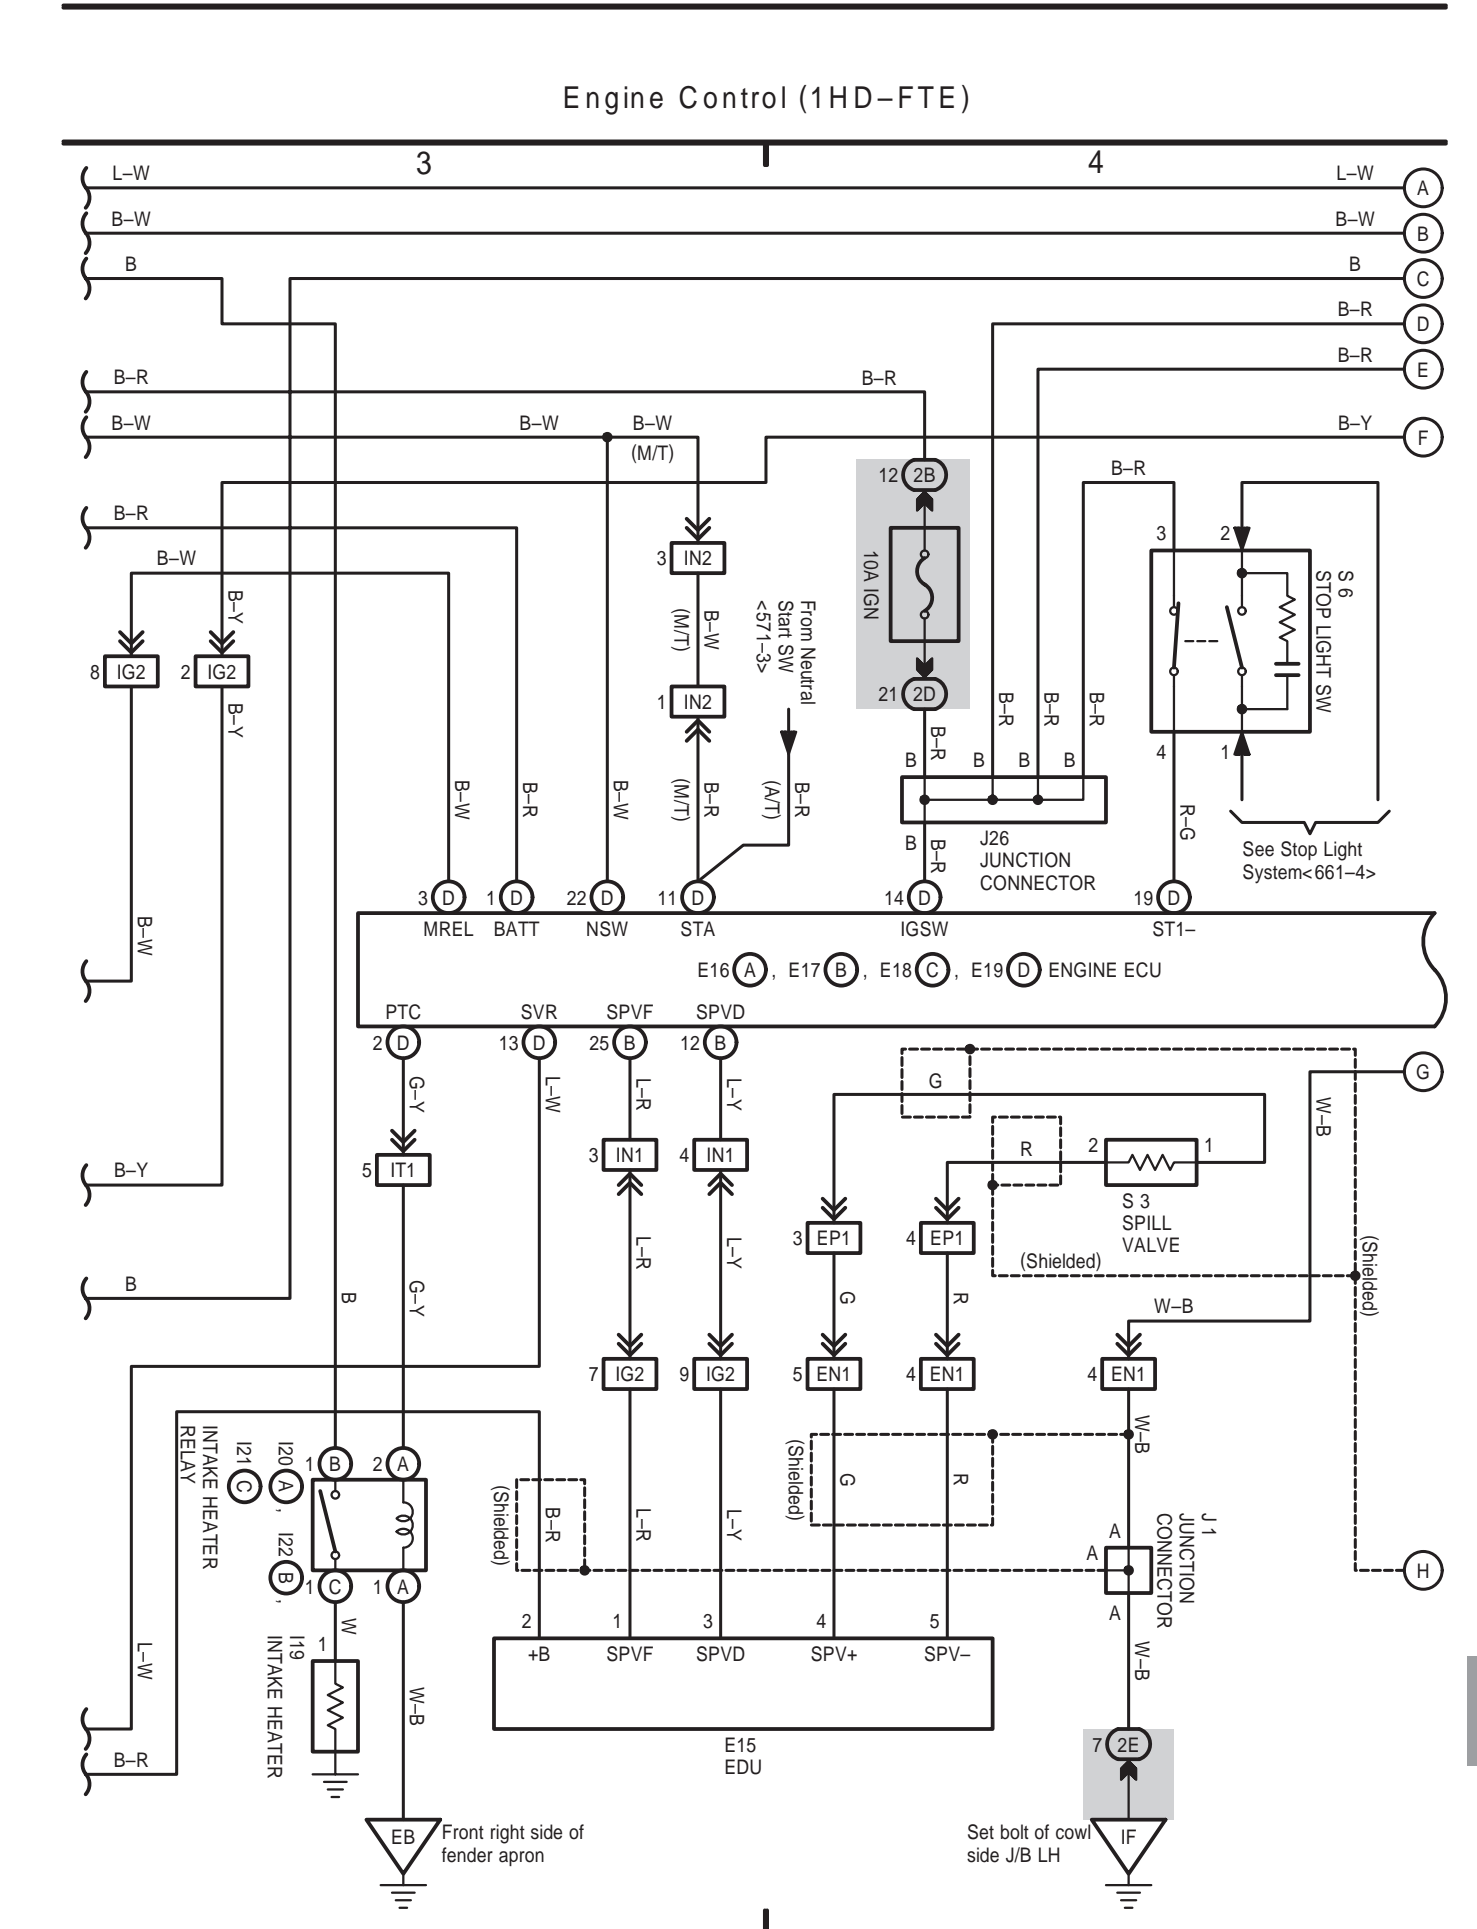 Engine Control (1HD–FTE)
3
4
L–W
L–W
A
B–W
B–W
B
B
B
C
B–R
D
B–R
E
B–R
B–R
B–W
B–W
B–W
(M/T)
B–Y
F
B–R
B–W
B–Y
8 IG2
2 IG2
B–Y
B–W
3 IN2
B–W
(M/T)
1 IN2
B–R
(M/T)
From Neutral
Start SW
<571–3>
B–R
(A/T)
12 2B
10A IGN
21 2D
B–R
B–R
B–R
B–R
B–R
B
B
B
B
B
B–R
J26
JUNCTION
CONNECTOR
3
2
S 6
STOP LIGHT SW
4
1
R–G
See Stop Light
System<661–4>
B–W
B–R
B–W
3 D
1 D
22 D
11 D
14 D
19 D
MREL
BATT
NSW
STA
IGSW
ST1–
E16 A , E17 B , E18 C , E19 D ENGINE ECU
PTC
SVR
SPVF
SPVD
2 D
13 D
25 B
12 B
G–Y
L–W
L–R
L–Y
G
G
W–B
R
2
1
S 3
SPILL
VALVE
5 IT1
3 IN1
4 IN1
B–Y
3 EP1
4 EP1
(Shielded)
(Shielded)
L–R
L–Y
B
B
G–Y
G
R
W–B
7 IG2
9 IG2
5 EN1
4 EN1
4 EN1
W–B
INTAKE HEATER
RELAY
I20 A , I22 B ,
I21 C
1 B
2 A
1 C
1 A
(Shielded)
B–R
L–R
L–Y
(Shielded)
G
R
A
A
A
J 1
JUNCTION
CONNECTOR
H
W
1
I19
INTAKE HEATER
2
1
3
4
5
+B
SPVF
SPVD
SPV+
SPV–
W–B
L–W
W–B
B–R
E15
EDU
7 2E
EB
Front right side of
fender apron
Set bolt of cowl
side J/B LH
IF